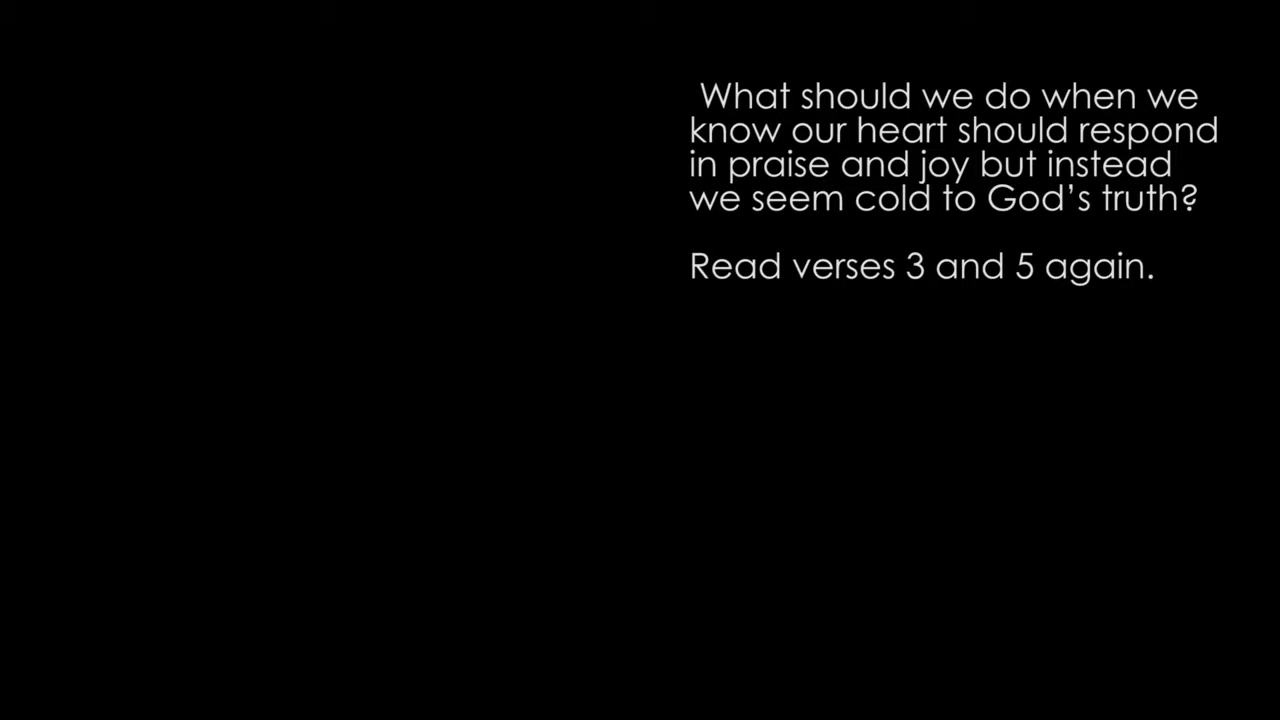 What should we do when we
know our heart should respond
in praise and joy but instead
we seem cold to God’s truth?
Read verses 3 and 5 again.